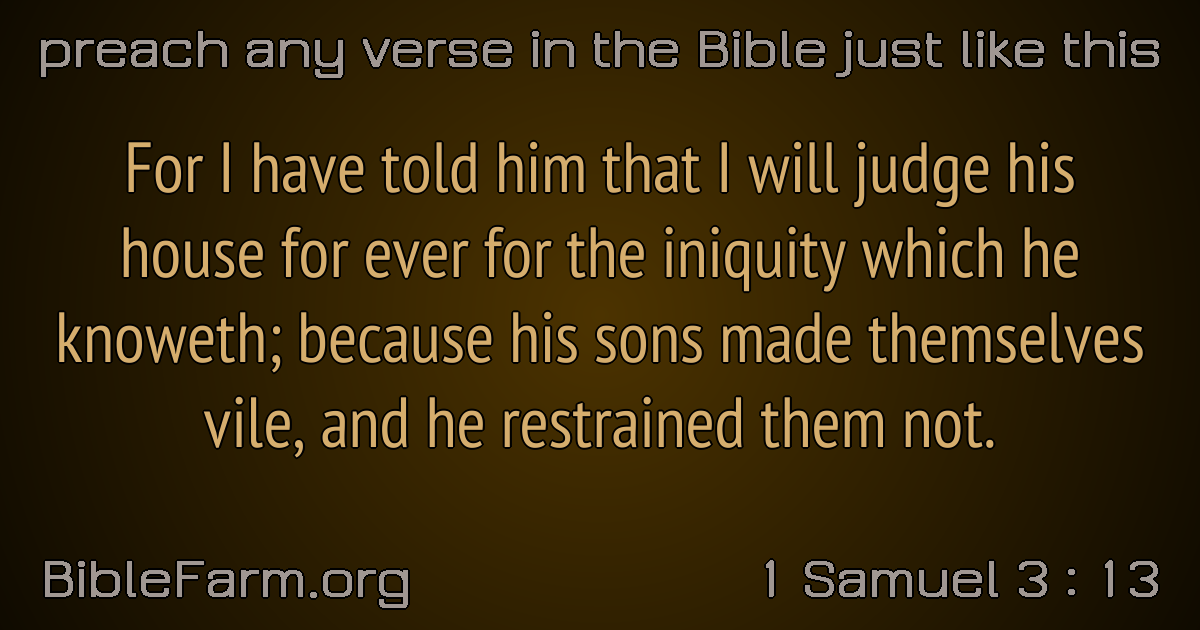 preach any verse in the Bible just like this
For I have told him that I will judge his
house for ever for the iniquity which he
knoweth; because his sons made themselves
vile, and he restrained them not.
BibleFarm.org
1 Samuel 3 : 13